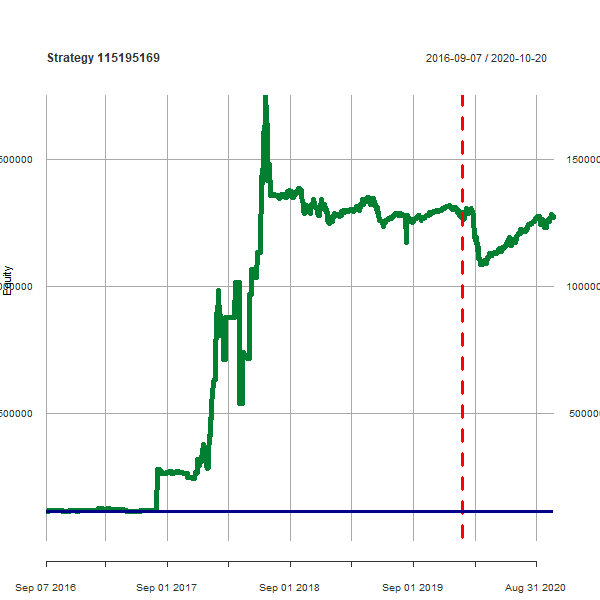 Strategy 115195169 2016-09-07 / 2020-10-20
500000 150000
Equity
000000 100000
500000 500000
Sep 07 2016 Sep 01 2017 Sep 01 2018 Sep 01 2019 Aug 31 2020